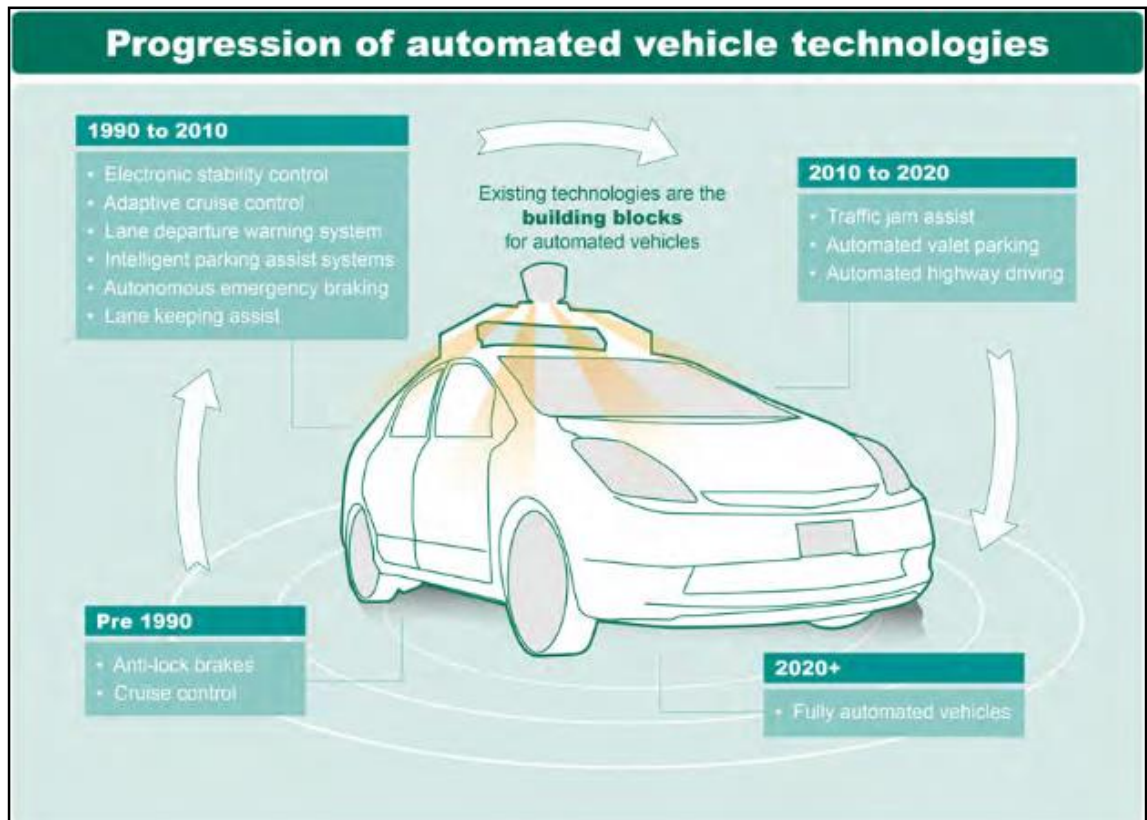 Progression of automated vehicle technologies
Pre 1990
• Anti-lock brakes
• Cruise control
1990 to 2010
• Electronic stability control
• Adaptive cruise control
• Lane departure warning system
• Intelligent parking assist systems
• Autonomous emergency braking
• Lane keeping assist
Existing technologies are the
building blocks
for automated vehicles
2010 to 2020
• Traffic jam assist
• Automated valet parking
• Automated highway driving
2020+
• Fully automated vehicles